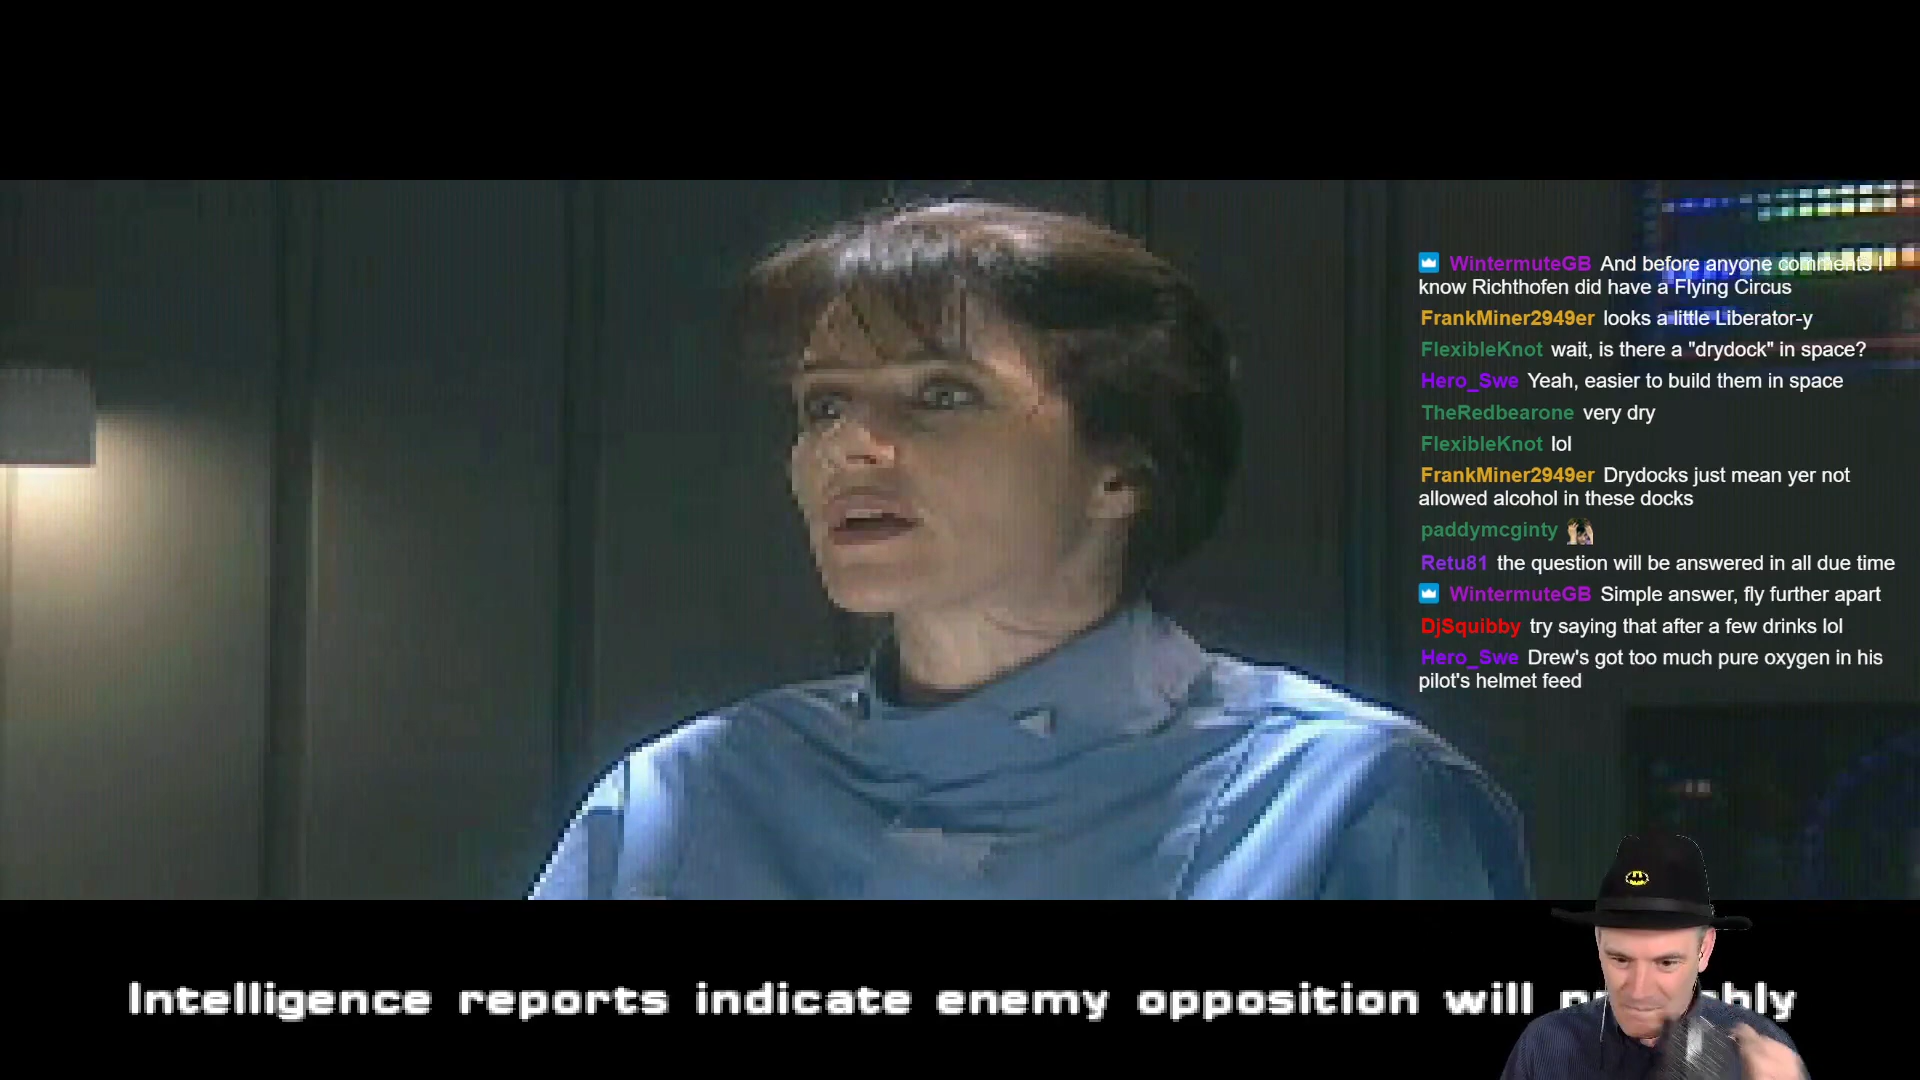 WintermuteGB And before anyone comments I
know Richthofen did have a Flying Circus
FrankMiner2949er looks a little Liberator-y
FlexibleKnot wait, is there a "drydock" in space?
Hero_Swe Yeah, easier to build them in space
TheRedbearone very dry
FlexibleKnot lol
FrankMiner2949er Drydocks just mean yer not
allowed alcohol in these docks
paddymcginty
Retu81 the question will be answered in all due time
WintermuteGB Simple answer, fly further apart
DjSquibby try saying that after a few drinks lol
Hero_Swe Drew's got too much pure oxygen in his
pilot's helmet feed
Intelligence reports indicate enemy opposition will